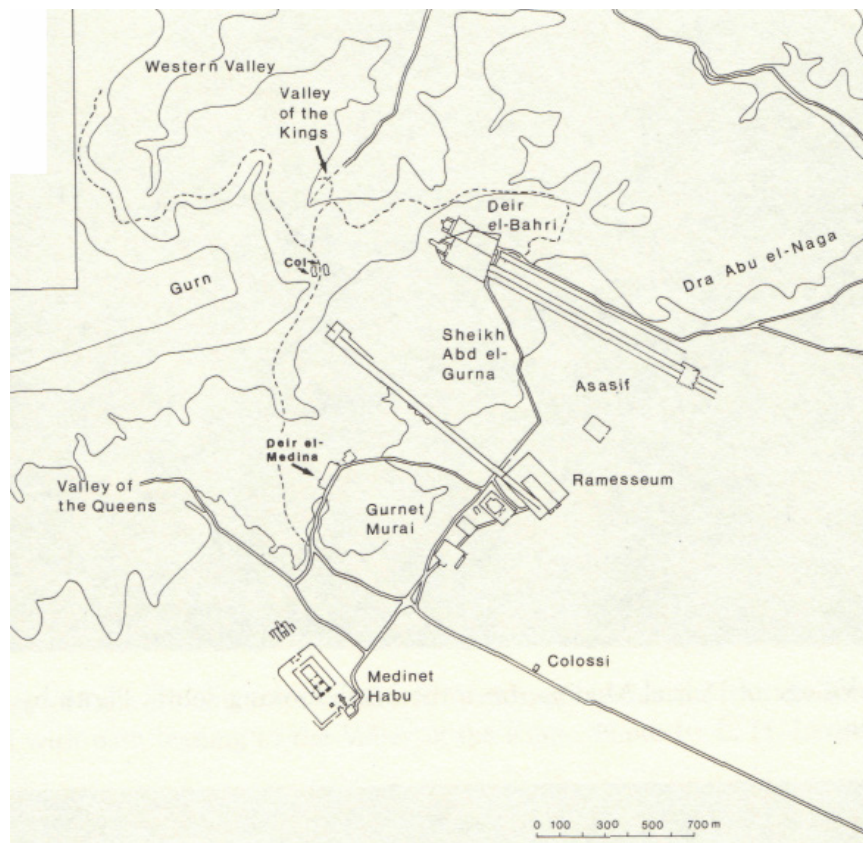 Western Valley
Valley
of the
Kings
Deir
el-Bahri
Dra Abu el-Naga
Col
Gurn
Sheikh
Abd el-
Gurna
Asasif
Deir el-
Medina
Valley of
the Queens
Gurnet
Murai
Ramesseum
Colossi
Medinet
Habu
0 100 300 500 700 m